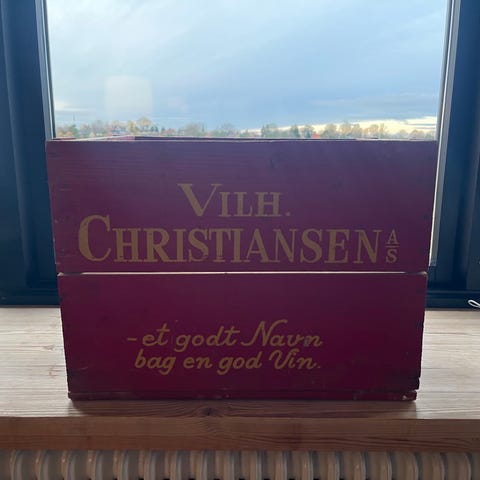 VILH.
CHRISTIANSEN A/S
- et godt Navn
bag en god Vin.